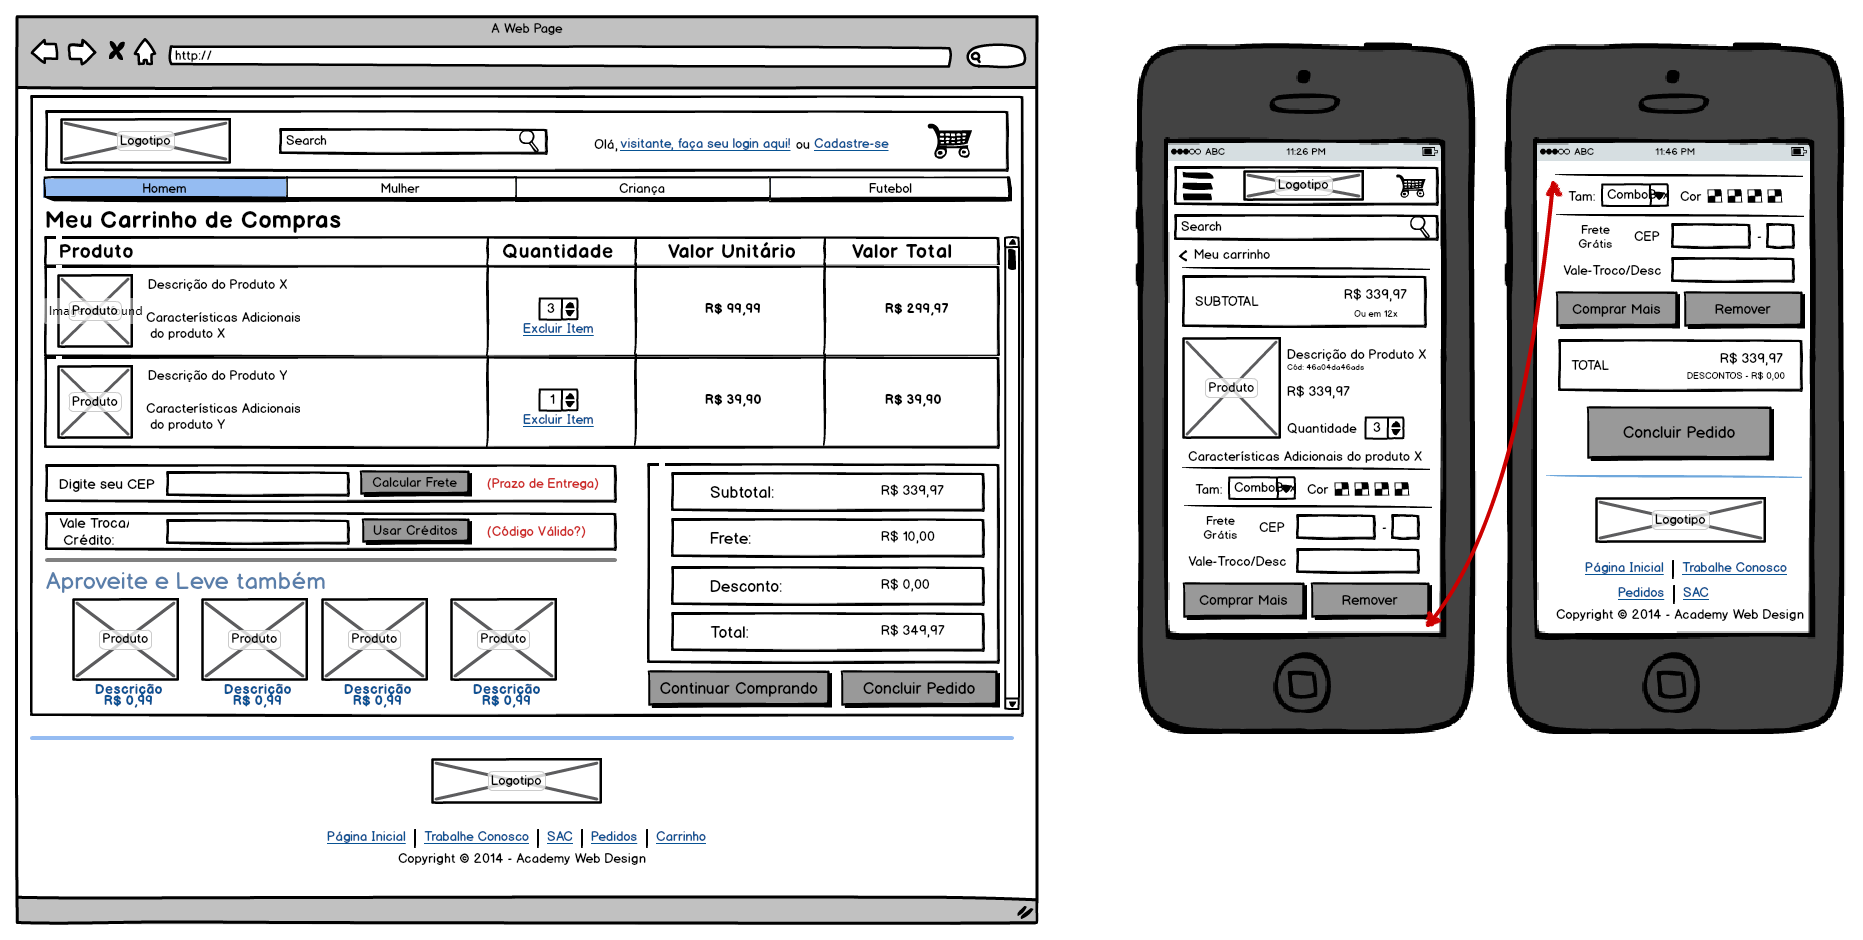 A Web Page
http://
Logotipo
Search
Olá, visitante, faça seu login aqui! ou Cadastre-se
Homem Mulher Criança Futebol
Meu Carrinho de Compras
Produto Quantidade Valor Unitário Valor Total
Descrição do Produto X
Produto
Características Adicionais
do produto X
3
Excluir Item
R$ 99,99
R$ 299,97
Descrição do Produto Y
Produto
Características Adicionais
do produto Y
1
Excluir Item
R$ 39,90
R$ 39,90
Digite seu CEP
Calcular Frete
(Prazo de Entrega)
Vale Troca/
Crédito:
Usar Créditos
(Código Válido?)
Aproveite e Leve também
Produto Produto Produto Produto
Descrição Descrição Descrição Descrição
R$ 0,99 R$ 0,99 R$ 0,99 R$ 0,99
Subtotal: R$ 339,97
Frete: R$ 10,00
Desconto: R$ 0,00
Total: R$ 349,97
Continuar Comprando
Concluir Pedido
Logotipo
Página Inicial Trabalhe Conosco SAC Pedidos Carrinho
Copyright © 2014 - Academy Web Design
ABC 11:26 PM
Logotipo
Search
Meu carrinho
SUBTOTAL
R$ 339,97
Ou em 12x
Produto
Descrição do Produto X
Cód: 46a04da46ads
R$ 339,97
Quantidade 3
Características Adicionais do produto X
Tam: Cor
Frete
Grátis
CEP -
Vale-Troco/Desc
Comprar Mais
Remover
ABC 11:46 PM
Tam: Cor
Frete
Grátis
CEP -
Vale-Troco/Desc
Comprar Mais
Remover
TOTAL
R$ 339,97
DESCONTOS - R$ 0,00
Concluir Pedido
Logotipo
Página Inicial Trabalhe Conosco
Pedidos SAC
Copyright © 2014 - Academy Web Design